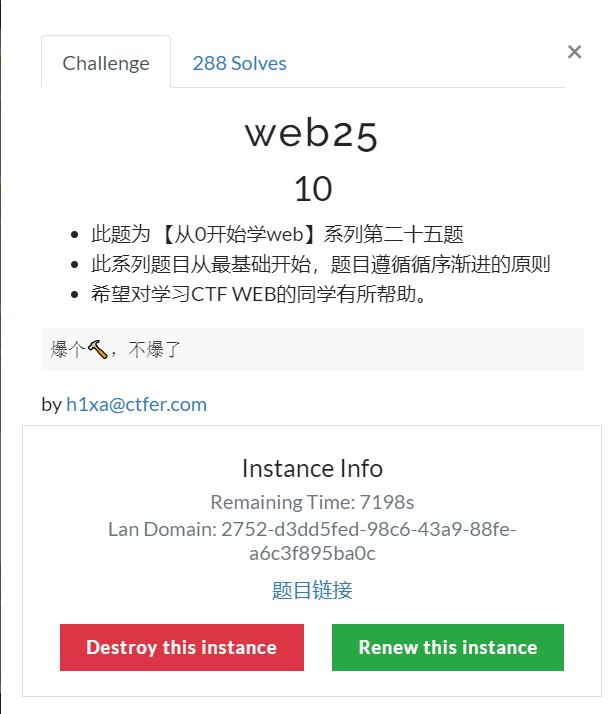 Challenge
288 Solves
×
web25
10
此题为 【从0开始学web】系列第二十五题
此系列题目从最基础开始，题目遵循循序渐进的原则
希望对学习CTF WEB的同学有所帮助。
爆个🔨，不爆了
by h1xa@ctfer.com
Instance Info
Remaining Time: 7198s
Lan Domain: 2752-d3dd5fed-98c6-43a9-88fe-
a6c3f895ba0c
题目链接
Destroy this instance
Renew this instance